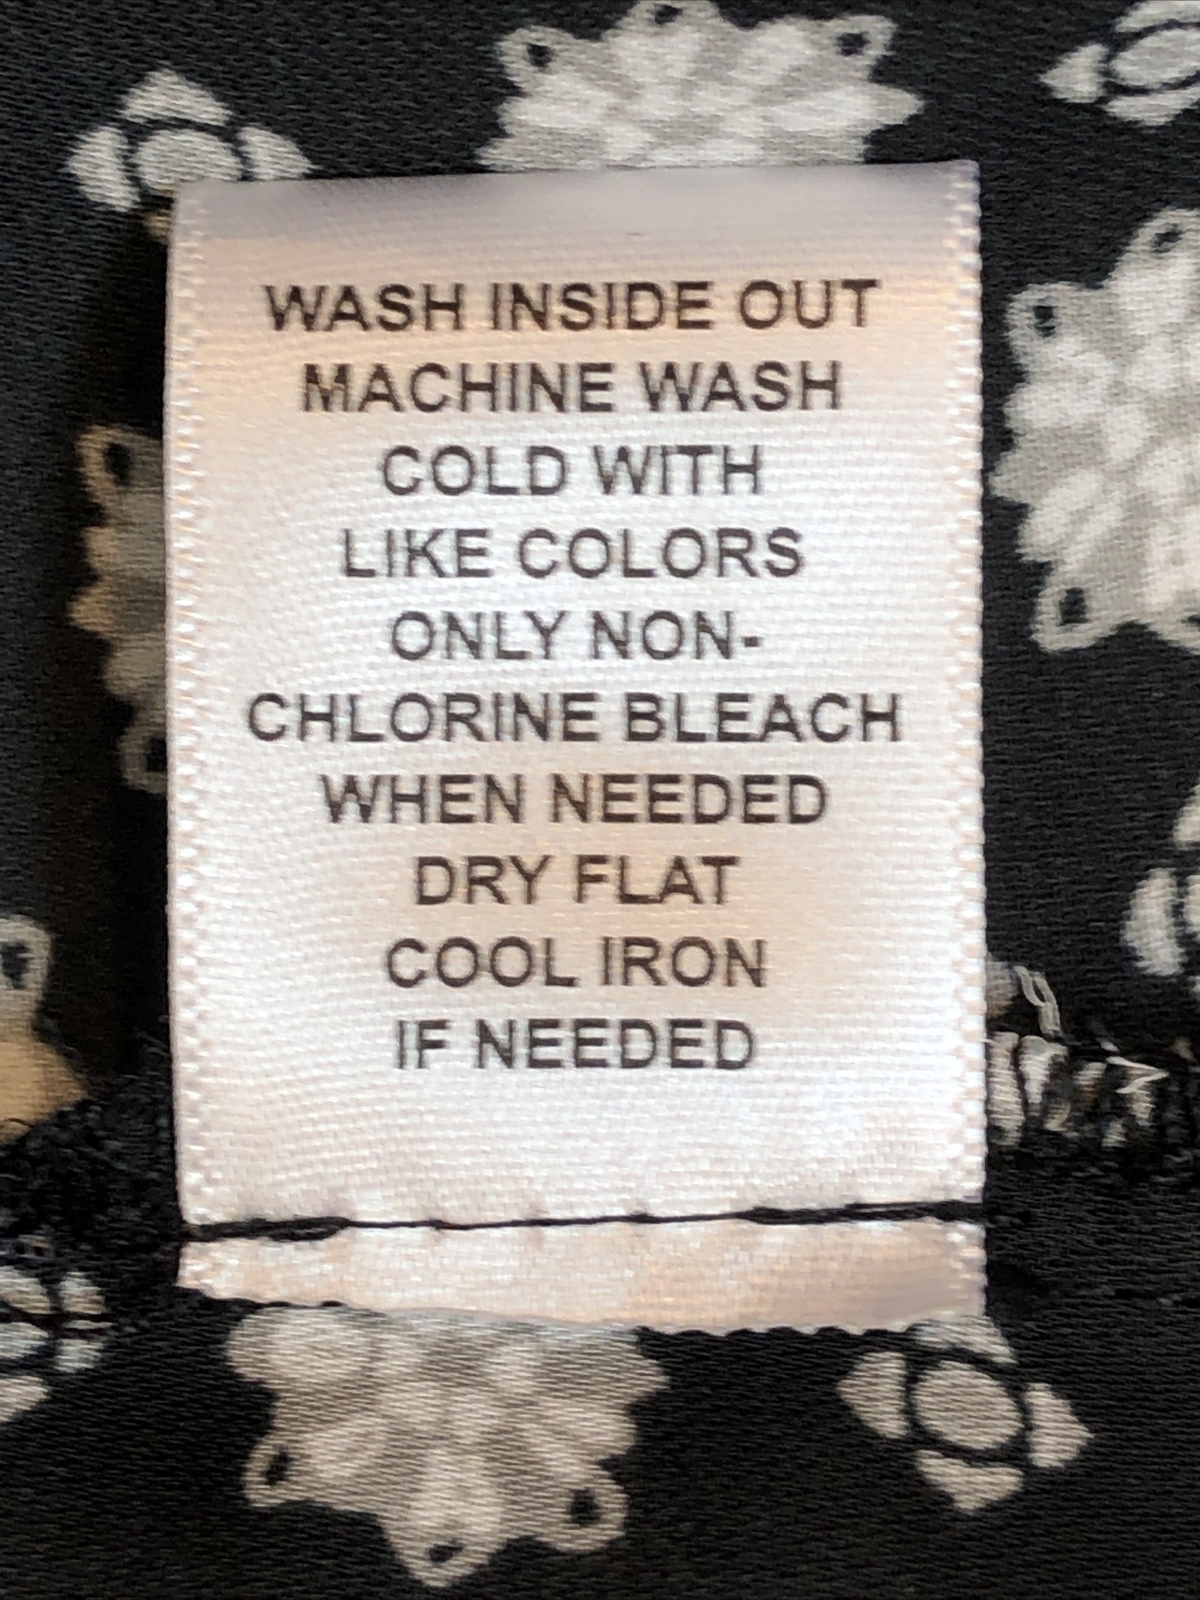 WASH INSIDE OUT
MACHINE WASH
COLD WITH
LIKE COLORS
ONLY NON-
CHLORINE BLEACH
WHEN NEEDED
DRY FLAT
COOL IRON
IF NEEDED